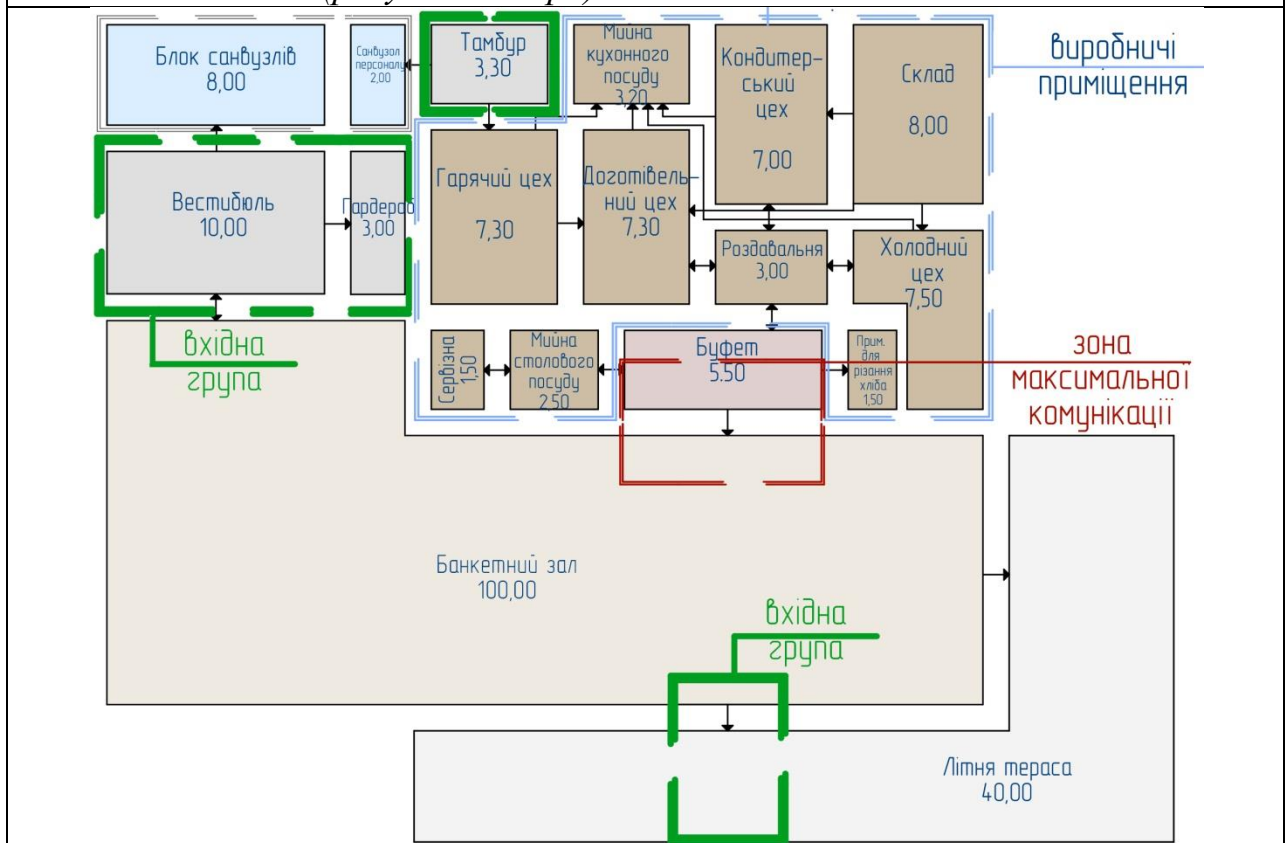 Блок санвузлів
8,00
Санвузол
персоналу
2,00
Тамбур
3,30
Мийна
кухонного
посуду
3,20
Кондитер-
ський
цех
7,00
Склад
8,00
виробничі
приміщення
Вестибюль
10,00
Гардероб
3,00
Гарячий цех
7,30
Доготівель-
ний цех
7,30
Роздавальня
3,00
Холодний
цех
7,50
вхідна
група
Сервізна
1,50
Мийна
столового
посуду
2,50
Буфет
5.50
Прим.
для
різання
хліба
1,50
зона
максимальної
комунікації
Банкетний зал
100,00
вхідна
група
Літня тераса
40,00